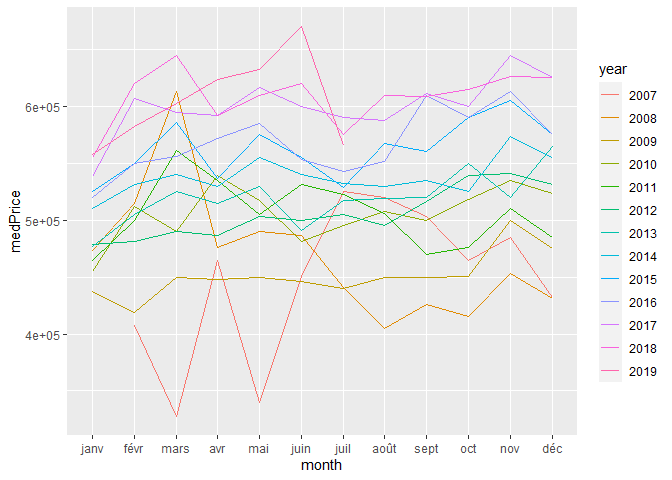 medPrice
6e+05
5e+05
4e+05
janv févr mars avr mai juin juil août sept oct nov déc
month
year
2007
2008
2009
2010
2011
2012
2013
2014
2015
2016
2017
2018
2019